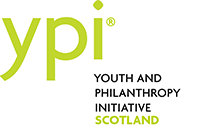 ypi®
YOUTH AND
PHILANTHROPY
INITIATIVE
SCOTLAND